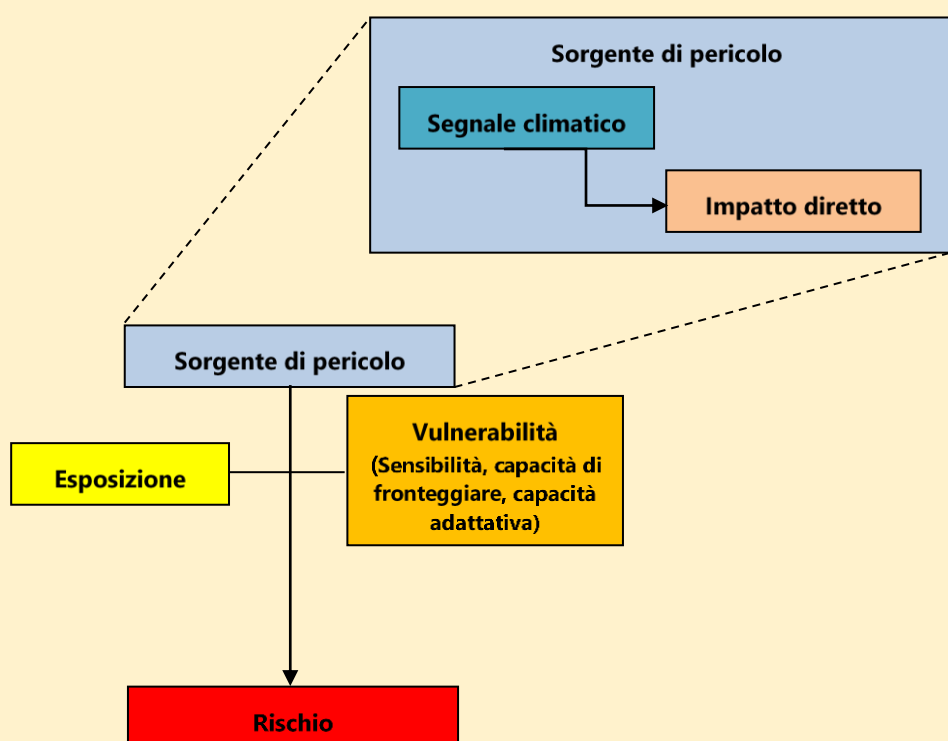 Sorgente di pericolo
Segnale climatico
Impatto diretto
Sorgente di pericolo
Vulnerabilità
(Sensibilità, capacità di
fronteggiare, capacità
adattativa)
Esposizione
Rischio